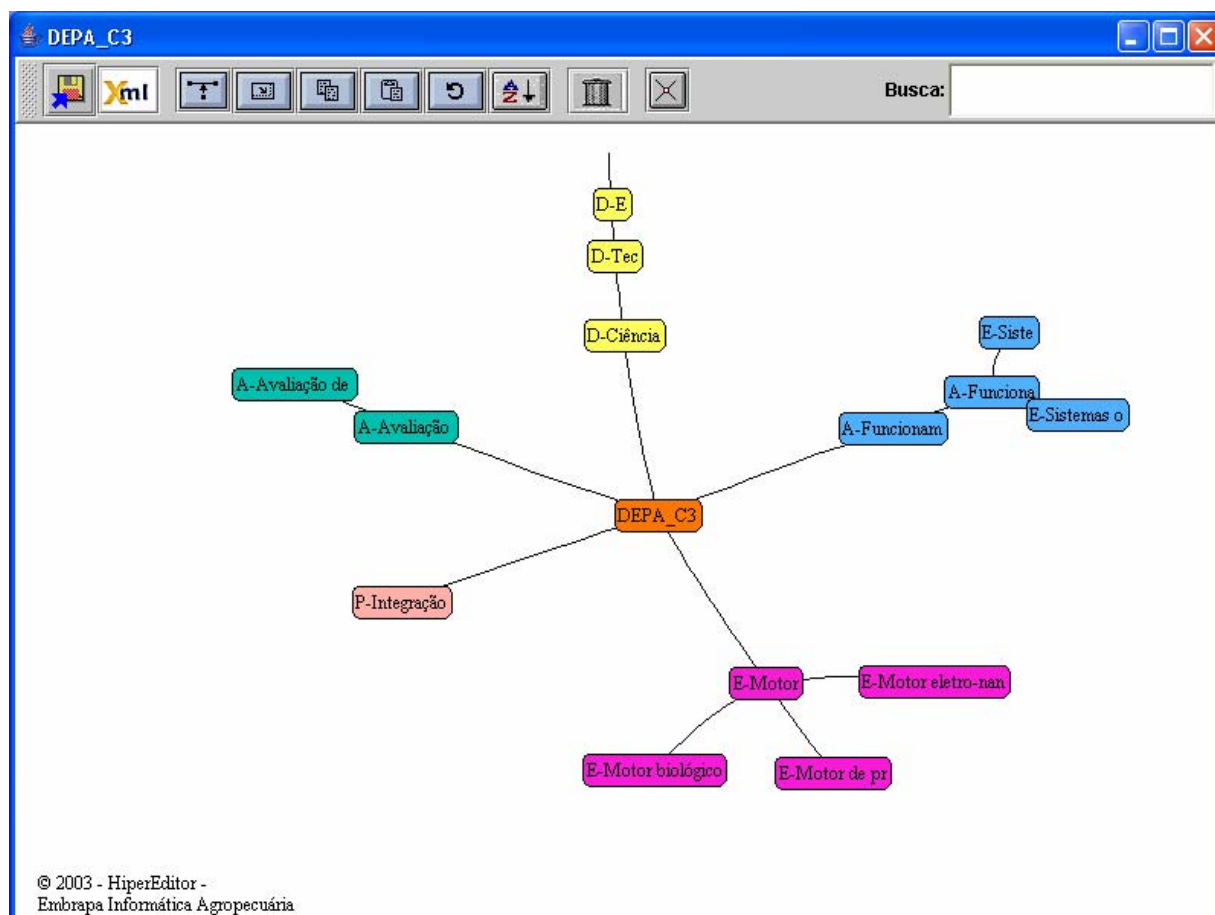 DEPA_C3
Xml
A
Z
Busca:
D-E
D-Tec
D-Ciência
E-Siste
A-Avaliação de
A-Funciona
E-Sistemas o
A-Avaliação
A-Funcionam
DEPA_C3
P-Integração
E-Motor
E-Motor eletro-nan
E-Motor biológico
E-Motor de pr
© 2003 - HiperEditor -
Embrapa Informática Agropecuária